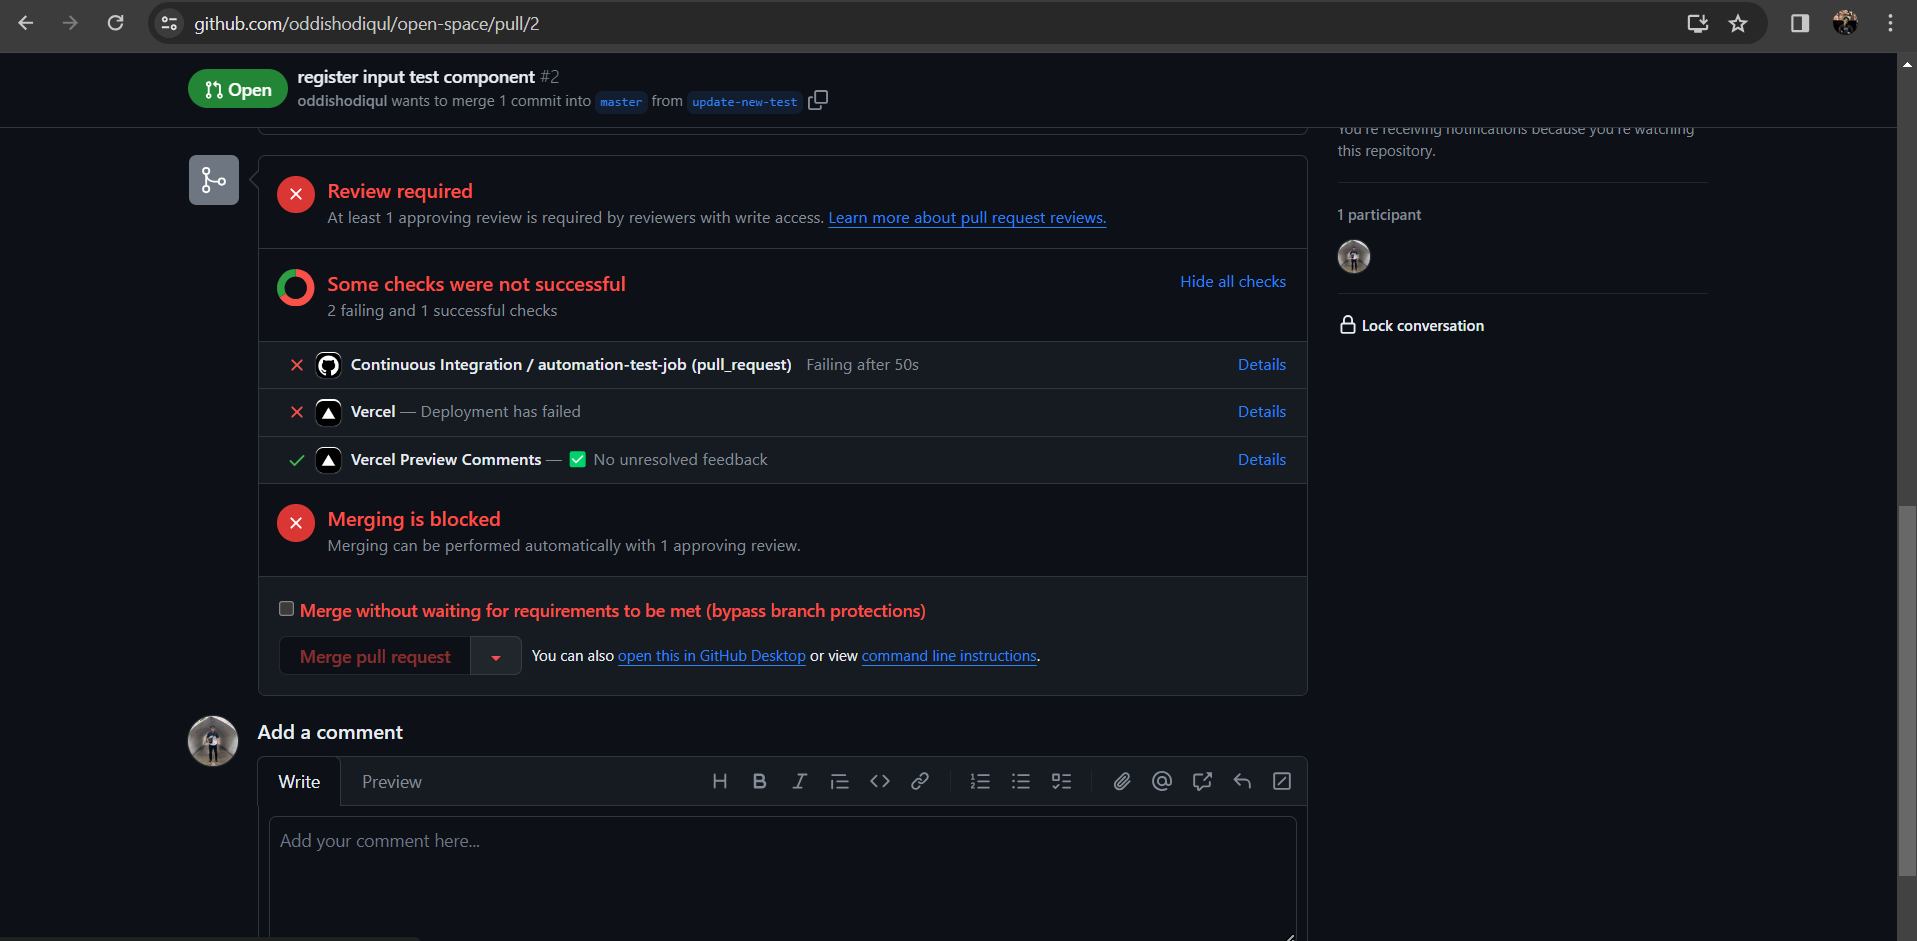 github.com/oddishodiqul/open-space/pull/2
Open
register input test component #2
oddishodiqul wants to merge 1 commit into master from update-new-test
You're receiving notifications because you're watching
this repository.
Review required
At least 1 approving review is required by reviewers with write access. Learn more about pull request reviews.
1 participant
Some checks were not successful
Hide all checks
2 failing and 1 successful checks
Lock conversation
Continuous Integration / automation-test-job (pull_request) Failing after 50s Details
Vercel — Deployment has failed Details
Vercel Preview Comments — ✅ No unresolved feedback Details
Merging is blocked
Merging can be performed automatically with 1 approving review.
Merge without waiting for requirements to be met (bypass branch protections)
Merge pull request You can also open this in GitHub Desktop or view command line instructions.
Add a comment
Write Preview
Add your comment here...